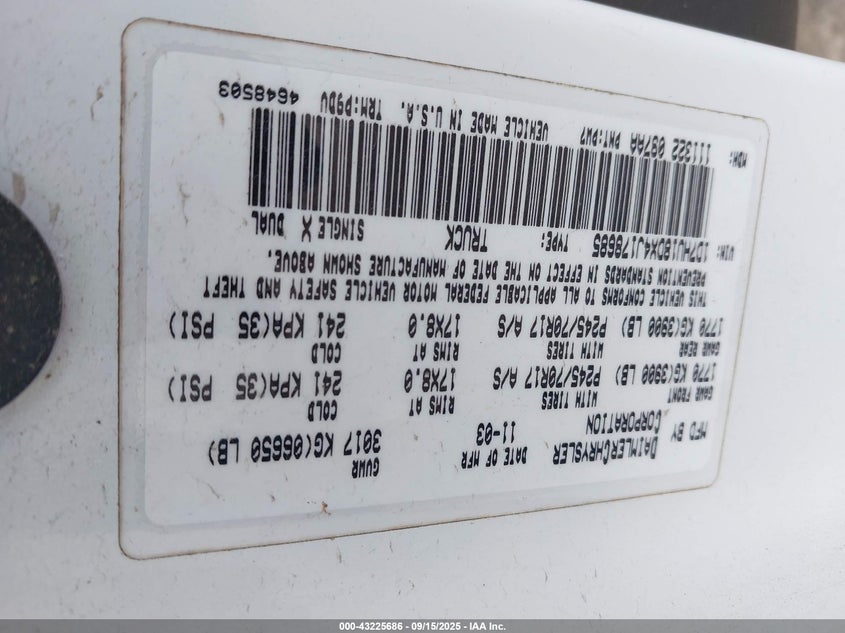 MFD BY DAIMLERCHRYSLER CORPORATION DATE OF MFR 11-03 GVWR 3017 KG(06650 LB)
GAWR FRONT WITH TIRES RIMS AT COLD
1770 KG(3900 LB) P245/70R17 A/S 17X8.0 241 KPA(35 PSI)
GAWR REAR WITH TIRES RIMS AT COLD
1770 KG(3900 LB) P245/70R17 A/S 17X8.0 241 KPA(35 PSI)
THIS VEHICLE CONFORMS TO ALL APPLICABLE FEDERAL MOTOR VEHICLE SAFETY AND THEFT
PREVENTION STANDARDS IN EFFECT ON THE DATE OF MANUFACTURE SHOWN ABOVE.
VIN: 1D7HU18DX4J178685 TYPE: TRUCK SINGLE X DUAL
MDH: 111322 097AA PNT:PW7 VEHICLE MADE IN U.S.A. TRM:P9DV 4648503
000-43225686 - 09/15/2025 - IAA Inc.